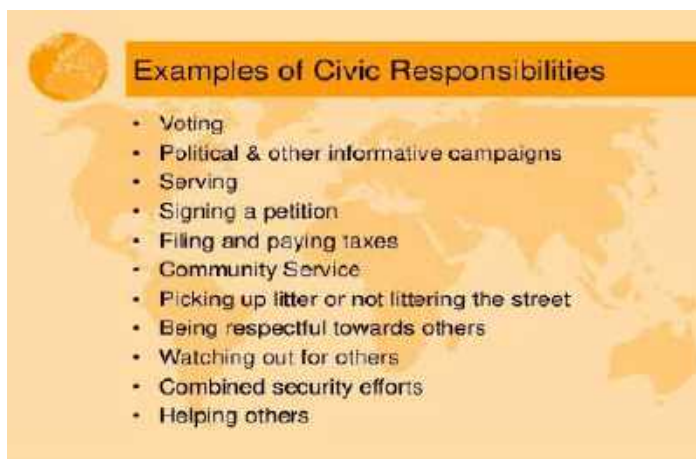 Examples of Civic Responsibilities
• Voting
• Political & other informative campaigns
• Serving
• Signing a petition
• Filing and paying taxes
• Community Service
• Picking up litter or not littering the street
• Being respectful towards others
• Watching out for others
• Combined security efforts
• Helping others